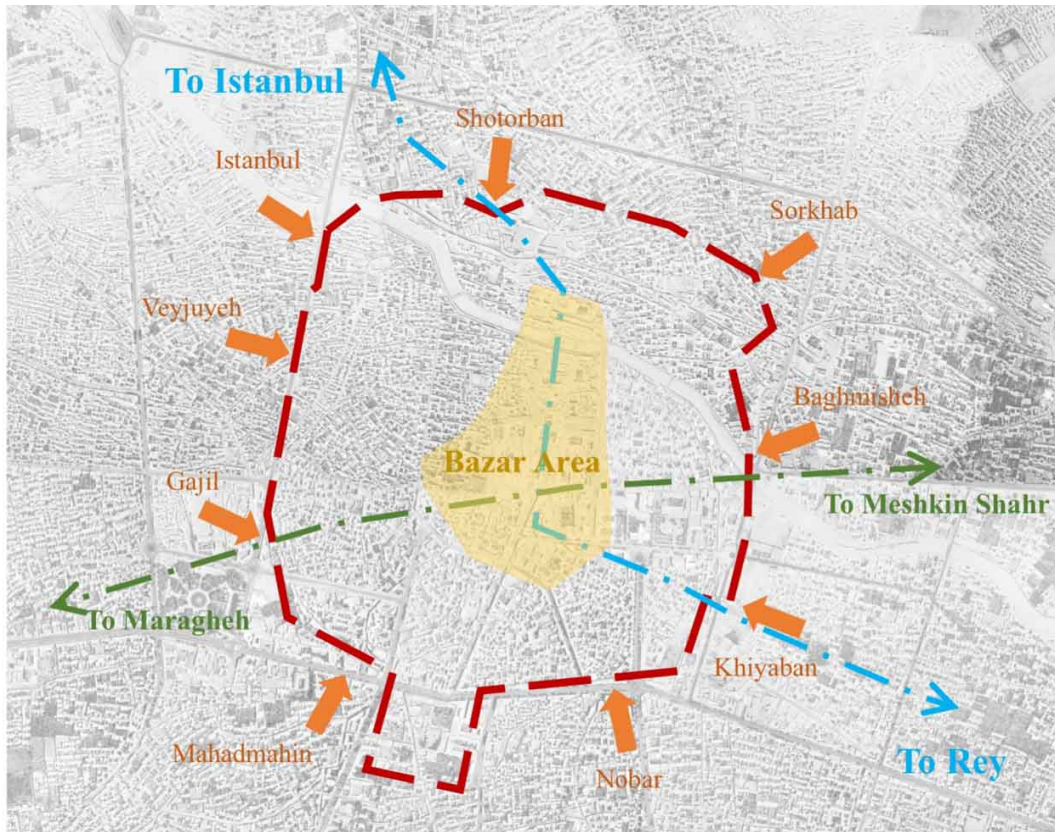 To Istanbul
Shotorban
Istanbul
Sorkhab
Veyjuyeh
Baghmisheh
Bazar Area
Gajil
To Meshkin Shahr
To Maragheh
Khiyaban
Mahadmahin
To Rey
Nobar